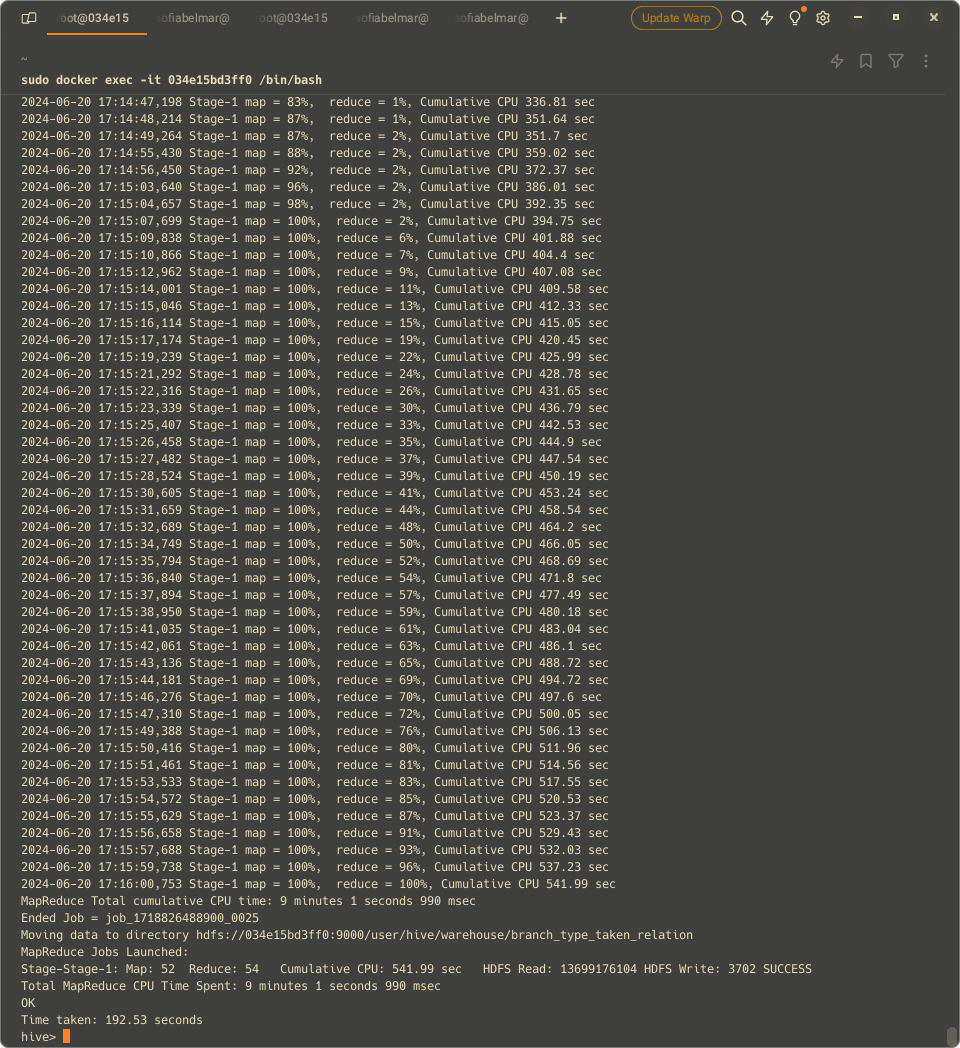 oot@034e15
ofiabelmar@
oot@034e15
ofiabelmar@
ofiabelmar@
Update Warp
~
sudo docker exec -it 034e15bd3ff0 /bin/bash
2024-06-20 17:14:47,198 Stage-1 map = 83%,  reduce = 1%, Cumulative CPU 336.81 sec
2024-06-20 17:14:48,214 Stage-1 map = 87%,  reduce = 1%, Cumulative CPU 351.64 sec
2024-06-20 17:14:49,264 Stage-1 map = 87%,  reduce = 2%, Cumulative CPU 351.7 sec
2024-06-20 17:14:55,430 Stage-1 map = 88%,  reduce = 2%, Cumulative CPU 359.02 sec
2024-06-20 17:14:56,450 Stage-1 map = 92%,  reduce = 2%, Cumulative CPU 372.37 sec
2024-06-20 17:15:03,640 Stage-1 map = 96%,  reduce = 2%, Cumulative CPU 386.01 sec
2024-06-20 17:15:04,657 Stage-1 map = 98%,  reduce = 2%, Cumulative CPU 392.35 sec
2024-06-20 17:15:07,699 Stage-1 map = 100%,  reduce = 2%, Cumulative CPU 394.75 sec
2024-06-20 17:15:09,838 Stage-1 map = 100%,  reduce = 6%, Cumulative CPU 401.88 sec
2024-06-20 17:15:10,866 Stage-1 map = 100%,  reduce = 7%, Cumulative CPU 404.4 sec
2024-06-20 17:15:12,962 Stage-1 map = 100%,  reduce = 9%, Cumulative CPU 407.08 sec
2024-06-20 17:15:14,001 Stage-1 map = 100%,  reduce = 11%, Cumulative CPU 409.58 sec
2024-06-20 17:15:15,046 Stage-1 map = 100%,  reduce = 13%, Cumulative CPU 412.33 sec
2024-06-20 17:15:16,114 Stage-1 map = 100%,  reduce = 15%, Cumulative CPU 415.05 sec
2024-06-20 17:15:17,174 Stage-1 map = 100%,  reduce = 19%, Cumulative CPU 420.45 sec
2024-06-20 17:15:19,239 Stage-1 map = 100%,  reduce = 22%, Cumulative CPU 425.99 sec
2024-06-20 17:15:21,292 Stage-1 map = 100%,  reduce = 24%, Cumulative CPU 428.78 sec
2024-06-20 17:15:22,316 Stage-1 map = 100%,  reduce = 26%, Cumulative CPU 431.65 sec
2024-06-20 17:15:23,339 Stage-1 map = 100%,  reduce = 30%, Cumulative CPU 436.79 sec
2024-06-20 17:15:25,407 Stage-1 map = 100%,  reduce = 33%, Cumulative CPU 442.53 sec
2024-06-20 17:15:26,458 Stage-1 map = 100%,  reduce = 35%, Cumulative CPU 444.9 sec
2024-06-20 17:15:27,482 Stage-1 map = 100%,  reduce = 37%, Cumulative CPU 447.54 sec
2024-06-20 17:15:28,524 Stage-1 map = 100%,  reduce = 39%, Cumulative CPU 450.19 sec
2024-06-20 17:15:30,605 Stage-1 map = 100%,  reduce = 41%, Cumulative CPU 453.24 sec
2024-06-20 17:15:31,659 Stage-1 map = 100%,  reduce = 44%, Cumulative CPU 458.54 sec
2024-06-20 17:15:32,689 Stage-1 map = 100%,  reduce = 48%, Cumulative CPU 464.2 sec
2024-06-20 17:15:34,749 Stage-1 map = 100%,  reduce = 50%, Cumulative CPU 466.05 sec
2024-06-20 17:15:35,794 Stage-1 map = 100%,  reduce = 52%, Cumulative CPU 468.69 sec
2024-06-20 17:15:36,840 Stage-1 map = 100%,  reduce = 54%, Cumulative CPU 471.8 sec
2024-06-20 17:15:37,894 Stage-1 map = 100%,  reduce = 57%, Cumulative CPU 477.49 sec
2024-06-20 17:15:38,950 Stage-1 map = 100%,  reduce = 59%, Cumulative CPU 480.18 sec
2024-06-20 17:15:41,035 Stage-1 map = 100%,  reduce = 61%, Cumulative CPU 483.04 sec
2024-06-20 17:15:42,061 Stage-1 map = 100%,  reduce = 63%, Cumulative CPU 486.1 sec
2024-06-20 17:15:43,136 Stage-1 map = 100%,  reduce = 65%, Cumulative CPU 488.72 sec
2024-06-20 17:15:44,181 Stage-1 map = 100%,  reduce = 69%, Cumulative CPU 494.72 sec
2024-06-20 17:15:46,276 Stage-1 map = 100%,  reduce = 70%, Cumulative CPU 497.6 sec
2024-06-20 17:15:47,310 Stage-1 map = 100%,  reduce = 72%, Cumulative CPU 500.05 sec
2024-06-20 17:15:49,388 Stage-1 map = 100%,  reduce = 76%, Cumulative CPU 506.13 sec
2024-06-20 17:15:50,416 Stage-1 map = 100%,  reduce = 80%, Cumulative CPU 511.96 sec
2024-06-20 17:15:51,461 Stage-1 map = 100%,  reduce = 81%, Cumulative CPU 514.56 sec
2024-06-20 17:15:53,533 Stage-1 map = 100%,  reduce = 83%, Cumulative CPU 517.55 sec
2024-06-20 17:15:54,572 Stage-1 map = 100%,  reduce = 85%, Cumulative CPU 520.53 sec
2024-06-20 17:15:55,629 Stage-1 map = 100%,  reduce = 87%, Cumulative CPU 523.37 sec
2024-06-20 17:15:56,658 Stage-1 map = 100%,  reduce = 91%, Cumulative CPU 529.43 sec
2024-06-20 17:15:57,688 Stage-1 map = 100%,  reduce = 93%, Cumulative CPU 532.03 sec
2024-06-20 17:15:59,738 Stage-1 map = 100%,  reduce = 96%, Cumulative CPU 537.23 sec
2024-06-20 17:16:00,753 Stage-1 map = 100%,  reduce = 100%, Cumulative CPU 541.99 sec
MapReduce Total cumulative CPU time: 9 minutes 1 seconds 990 msec
Ended Job = job_1718826488900_0025
Moving data to directory hdfs://034e15bd3ff0:9000/user/hive/warehouse/branch_type_taken_relation
MapReduce Jobs Launched:
Stage-Stage-1: Map: 52  Reduce: 54   Cumulative CPU: 541.99 sec   HDFS Read: 13699176104 HDFS Write: 3702 SUCCESS
Total MapReduce CPU Time Spent: 9 minutes 1 seconds 990 msec
OK
Time taken: 192.53 seconds
hive>